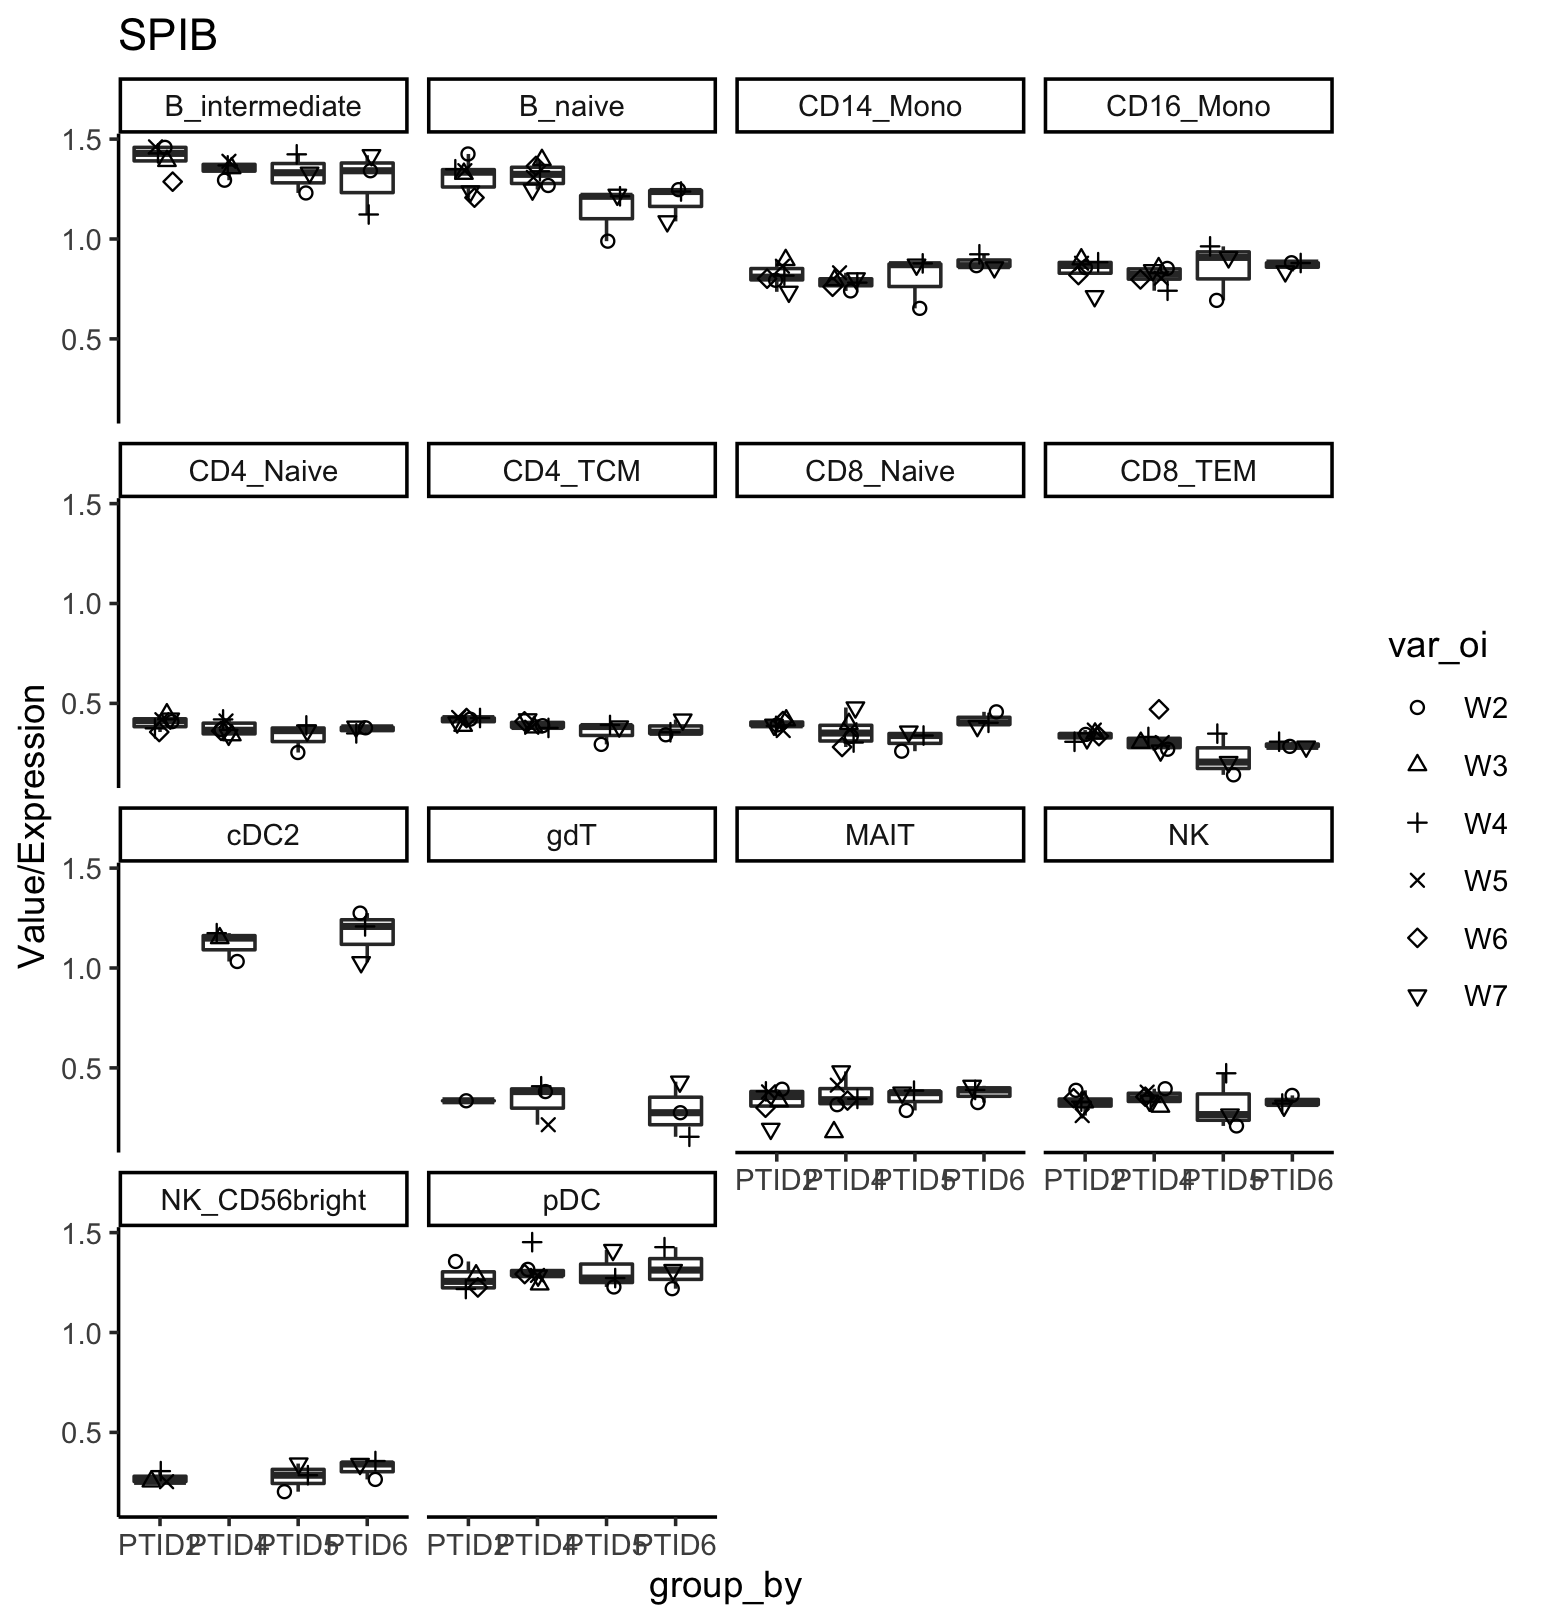 SPIB
B_intermediate B_naive CD14_Mono CD16_Mono
1.5
1.0
0.5
CD4_Naive CD4_TCM CD8_Naive CD8_TEM
1.5
1.0
0.5
cDC2 gdT MAIT NK
1.5
1.0
0.5
PTID2 PTID4 PTID5 PTID6 PTID2 PTID4 PTID5 PTID6
NK_CD56bright pDC
1.5
1.0
0.5
PTID2 PTID4 PTID5 PTID6 PTID2 PTID4 PTID5 PTID6
group_by
Value/Expression
var_oi
W2
W3
W4
W5
W6
W7